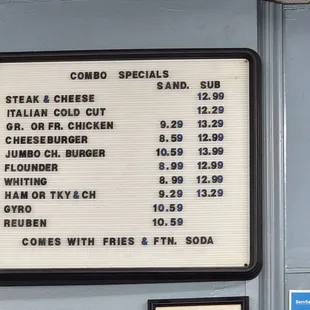 COMBO SPECIALS
SAND. SUB
STEAK & CHEESE 12.99
ITALIAN COLD CUT 12.29
GR. OR FR. CHICKEN 9.29 13.29
CHEESEBURGER 8.59 12.99
JUMBO CH. BURGER 10.59 13.99
FLOUNDER 8.99 12.99
WHITING 8.99 12.99
HAM OR TKY & CH 9.29 13.29
GYRO 10.59
REUBEN 10.59
COMES WITH FRIES & FTN. SODA